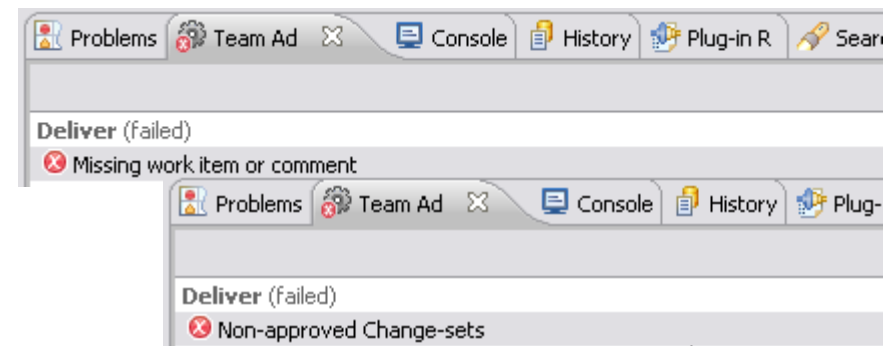 Problems Team Ad Console History Plug-in R Sear
Deliver (failed)
Missing work item or comment
Problems Team Ad Console History Plug-
Deliver (failed)
Non-approved Change-sets